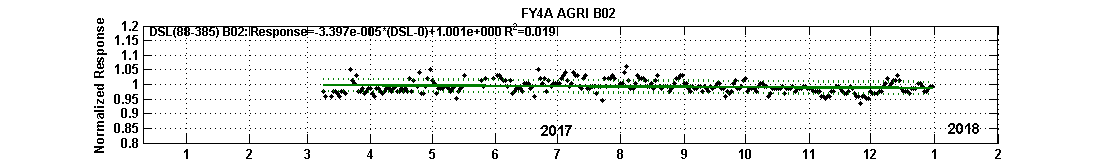 FY4A AGRI B02
DSL(88-385) B02:Response=-3.397e-005*(DSL-0)+1.001e+000 R²=0.019
Normalized Response
1.2
1.15
1.1
1.05
1
0.95
0.9
0.85
0.8
2017
2018
1 2 3 4 5 6 7 8 9 10 11 12 1 2